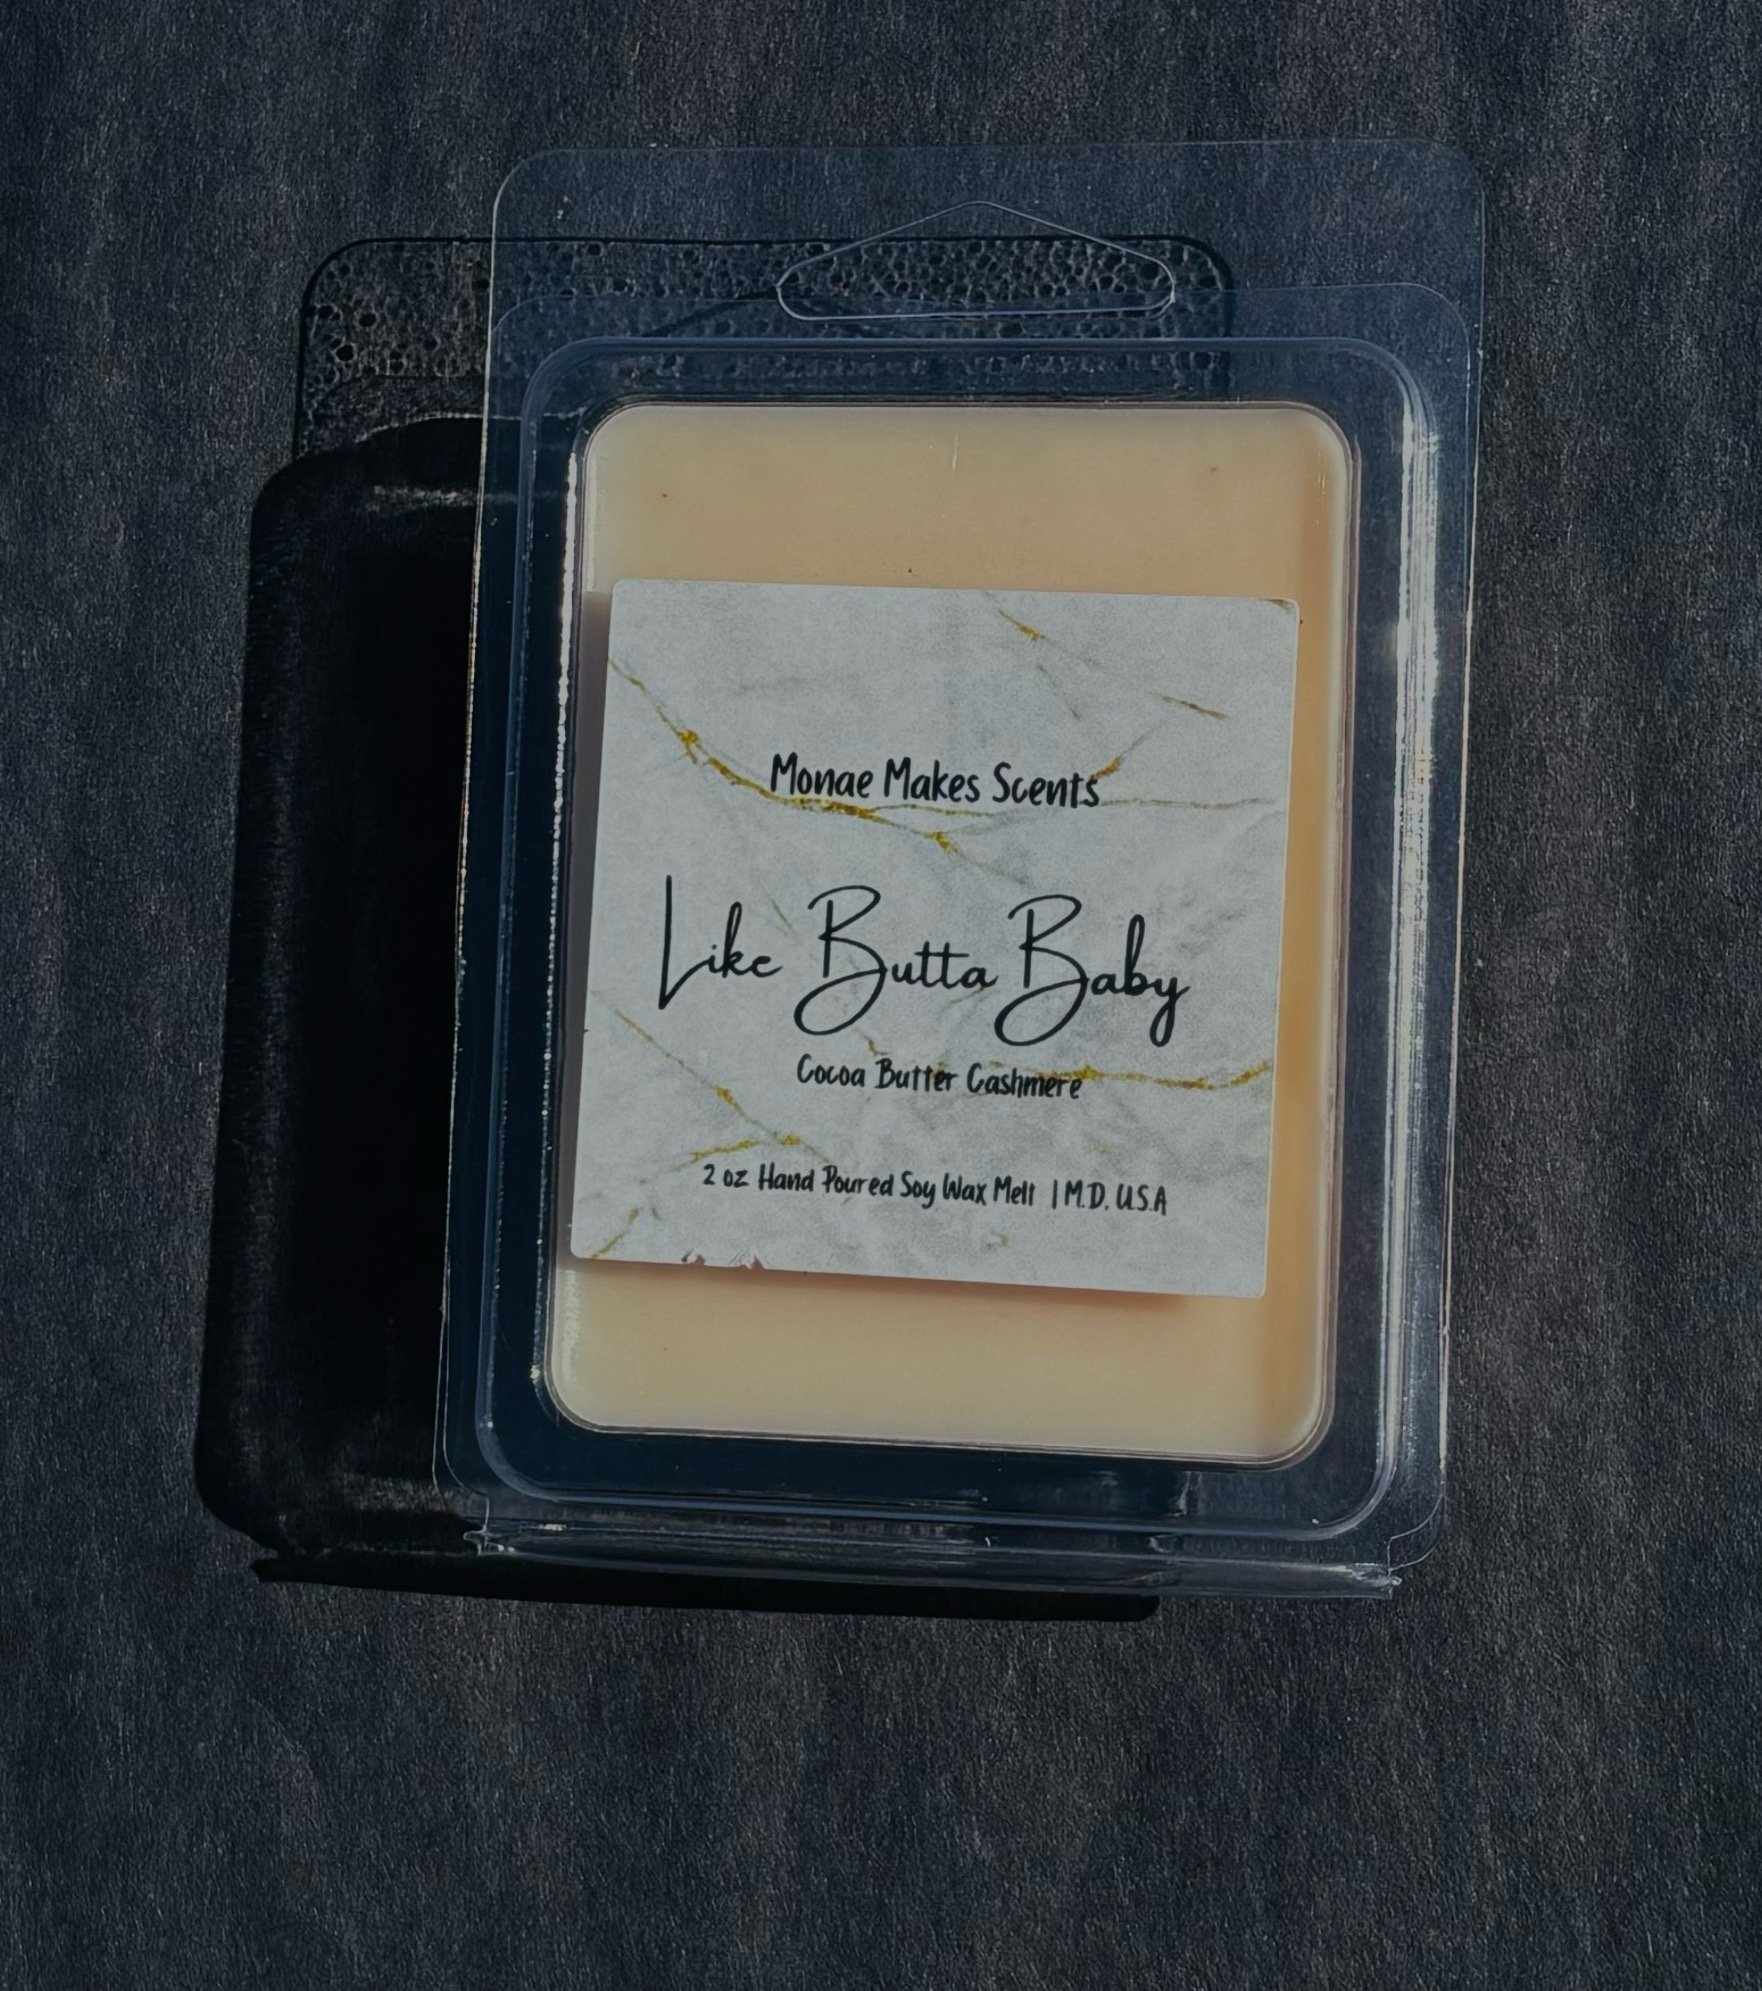 Monae Makes Scents
Like Butta Baby
Cocoa Butter Cashmere
2 oz Hand Poured Soy Wax Melt | M.D. U.S.A